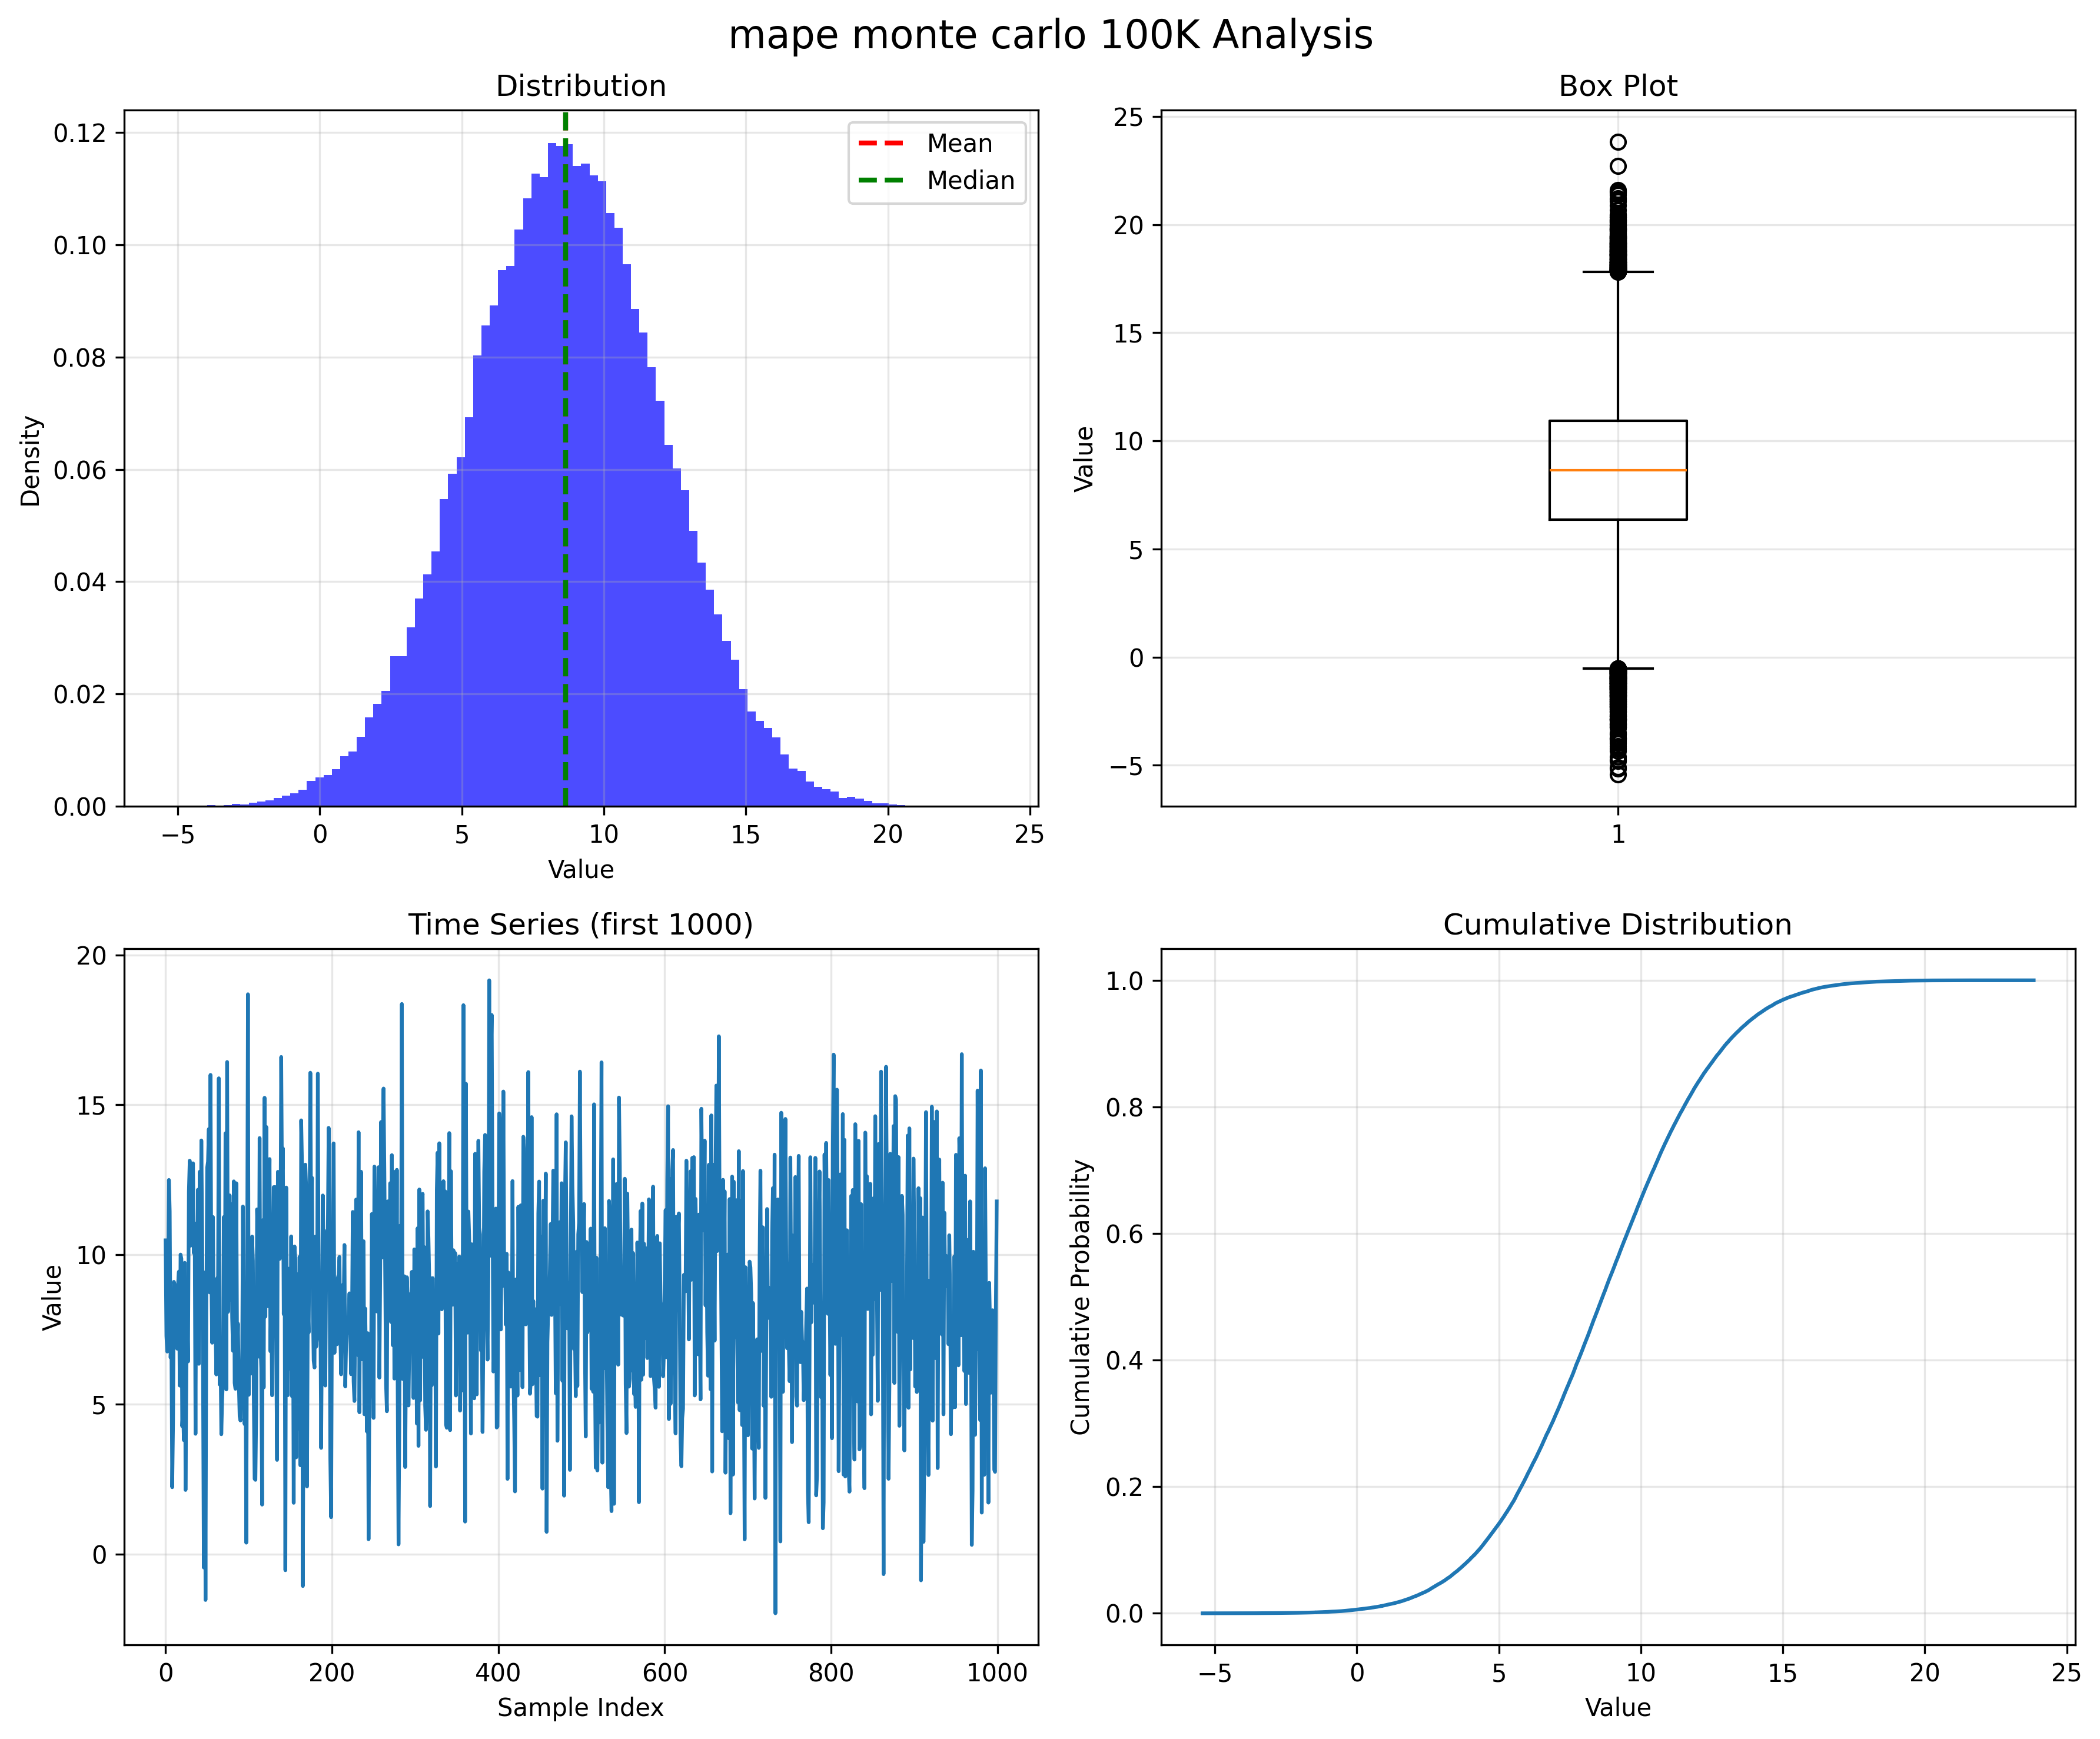 mape monte carlo 100K Analysis
Distribution
0.12
0.10
0.08
0.06
0.04
0.02
0.00
Density
−5 0 5 10 15 20 25
Value
Mean
Median
Box Plot
25
20
15
10
5
0
−5
Value
1
Time Series (first 1000)
20
15
10
5
0
Value
0 200 400 600 800 1000
Sample Index
Cumulative Distribution
1.0
0.8
0.6
0.4
0.2
0.0
Cumulative Probability
−5 0 5 10 15 20 25
Value